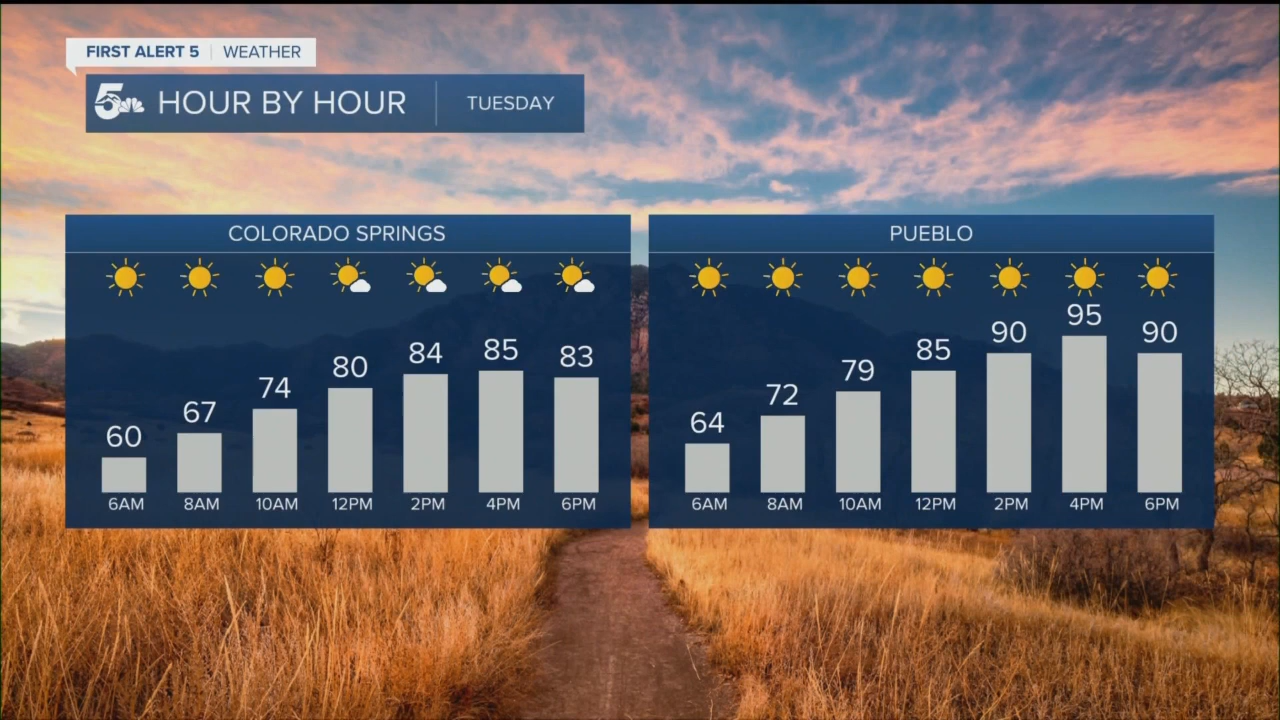 FIRST ALERT 5 | WEATHER
5 HOUR BY HOUR | TUESDAY
COLORADO SPRINGS
60 67 74 80 84 85 83
6AM 8AM 10AM 12PM 2PM 4PM 6PM
PUEBLO
64 72 79 85 90 95 90
6AM 8AM 10AM 12PM 2PM 4PM 6PM